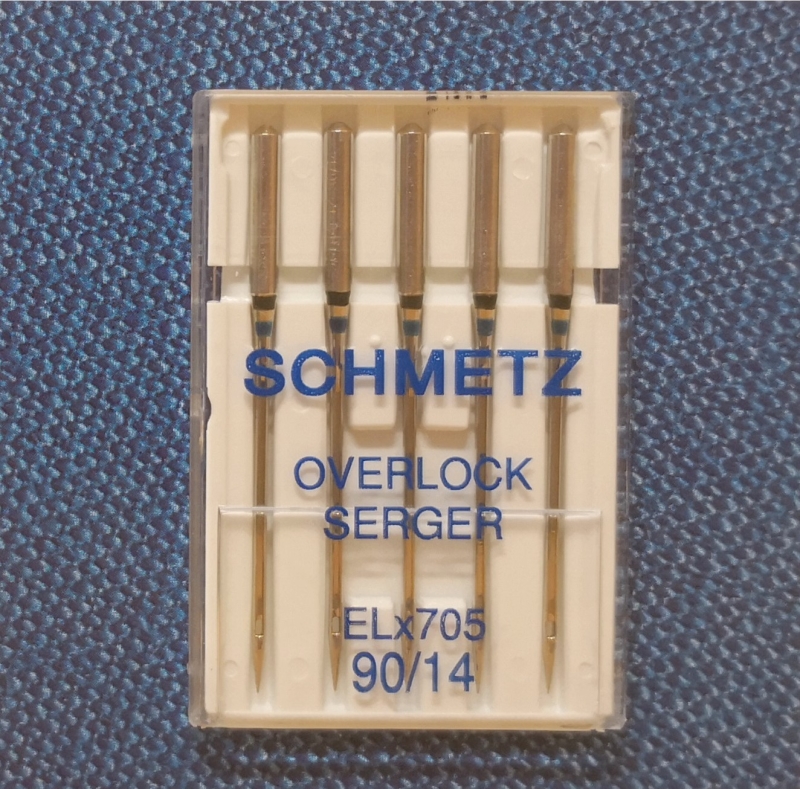 SCHMETZ
OVERLOCK
SERGER
ELx705
90/14